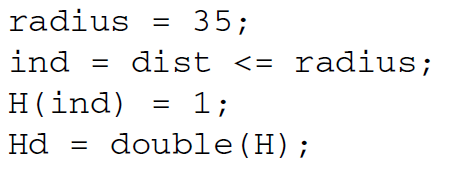 radius = 35;
ind = dist <= radius;
H(ind) = 1;
Hd = double(H);